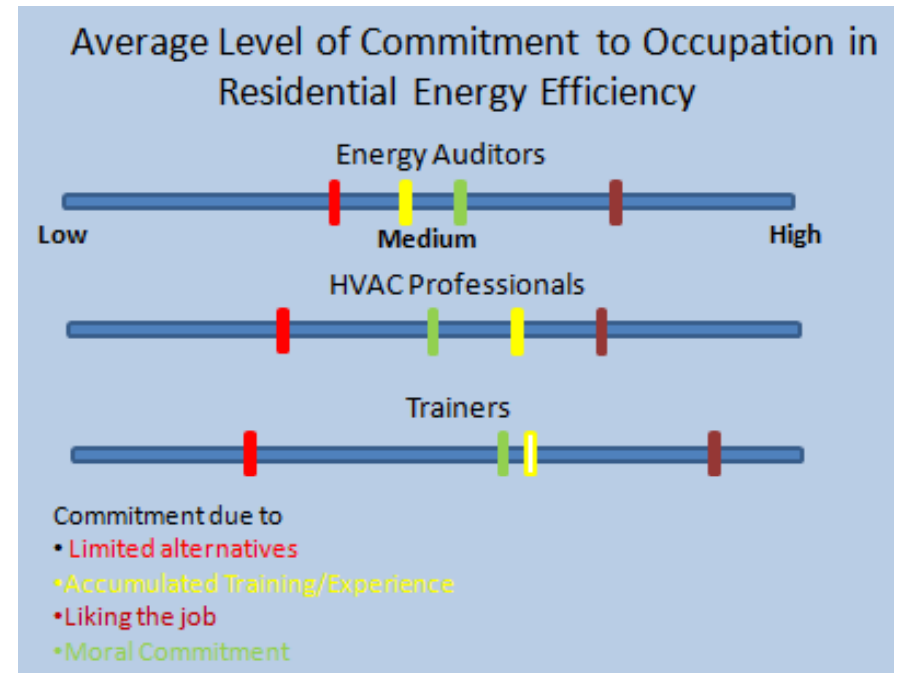 Average Level of Commitment to Occupation in
Residential Energy Efficiency
Energy Auditors
Low Medium High
HVAC Professionals
Trainers
Commitment due to
• Limited alternatives
•Accumulated Training/Experience
•Liking the job
•Moral Commitment